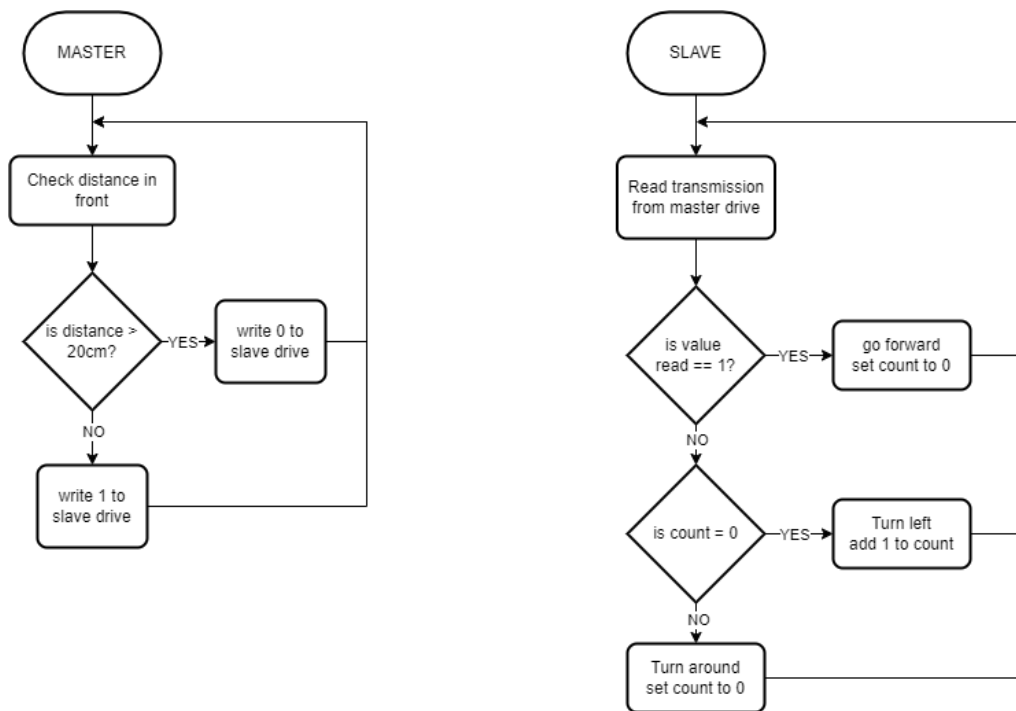 MASTER
Check distance in
front
is distance >
20cm?
YES
write 0 to
slave drive
NO
write 1 to
slave drive
SLAVE
Read transmission
from master drive
is value
read == 1?
YES
go forward
set count to 0
NO
is count = 0
YES
Turn left
add 1 to count
NO
Turn around
set count to 0